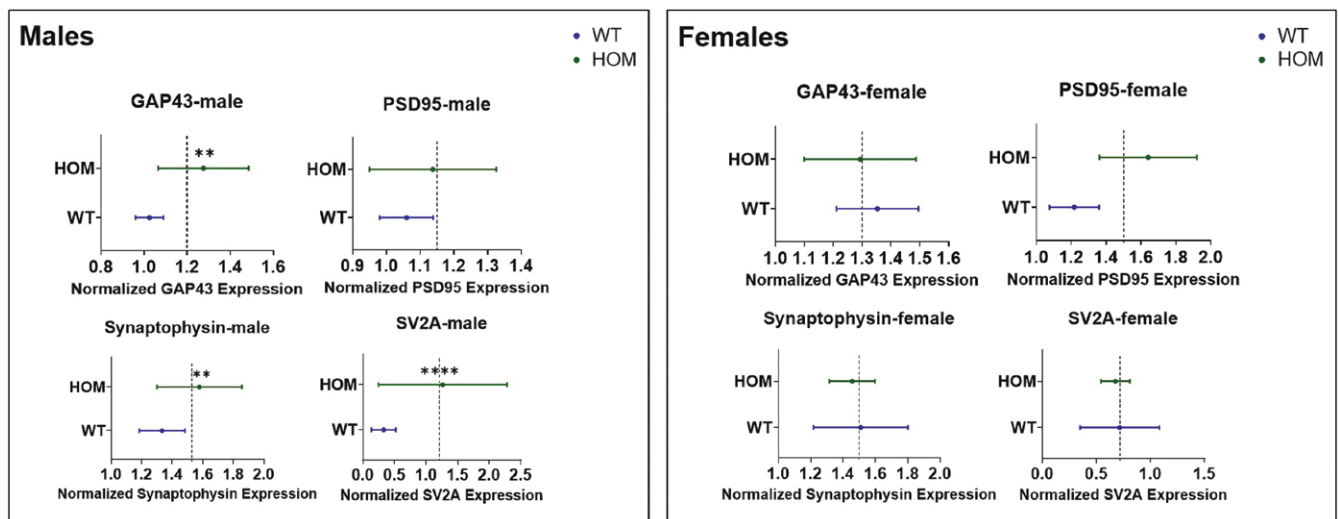 Males
WT
HOM
GAP43-male
**
HOM
WT
0.8 1.0 1.2 1.4 1.6
Normalized GAP43 Expression
PSD95-male
HOM
WT
0.9 1.0 1.1 1.2 1.3 1.4
Normalized PSD95 Expression
Synaptophysin-male
**
HOM
WT
1.0 1.2 1.4 1.6 1.8 2.0
Normalized Synaptophysin Expression
SV2A-male
****
HOM
WT
0.0 0.5 1.0 1.5 2.0 2.5
Normalized SV2A Expression
Females
WT
HOM
GAP43-female
HOM
WT
1.0 1.1 1.2 1.3 1.4 1.5 1.6
Normalized GAP43 Expression
PSD95-female
HOM
WT
1.0 1.2 1.4 1.6 1.8 2.0
Normalized PSD95 Expression
Synaptophysin-female
HOM
WT
1.0 1.2 1.4 1.6 1.8 2.0
Normalized Synaptophysin Expression
SV2A-female
HOM
WT
0.0 0.5 1.0 1.5
Normalized SV2A Expression